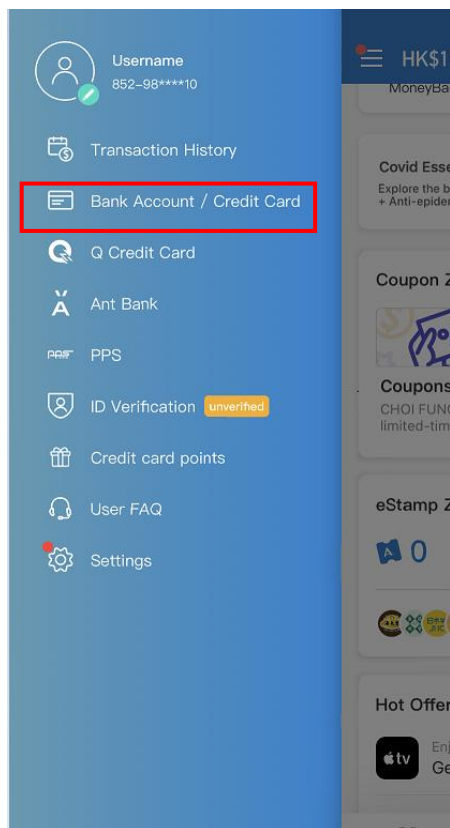 Username
852-98****10
Transaction History
Bank Account / Credit Card
Q Credit Card
Ant Bank
PPS
ID Verification unverified
Credit card points
User FAQ
Settings
HK$1
MoneyBa
Covid Esse
Explore the b
+ Anti-epider
Coupon Z
Coupons
CHOI FUNG
limited-tim
eStamp Z
A 0
Hot Offer
tv
Enj
Ge